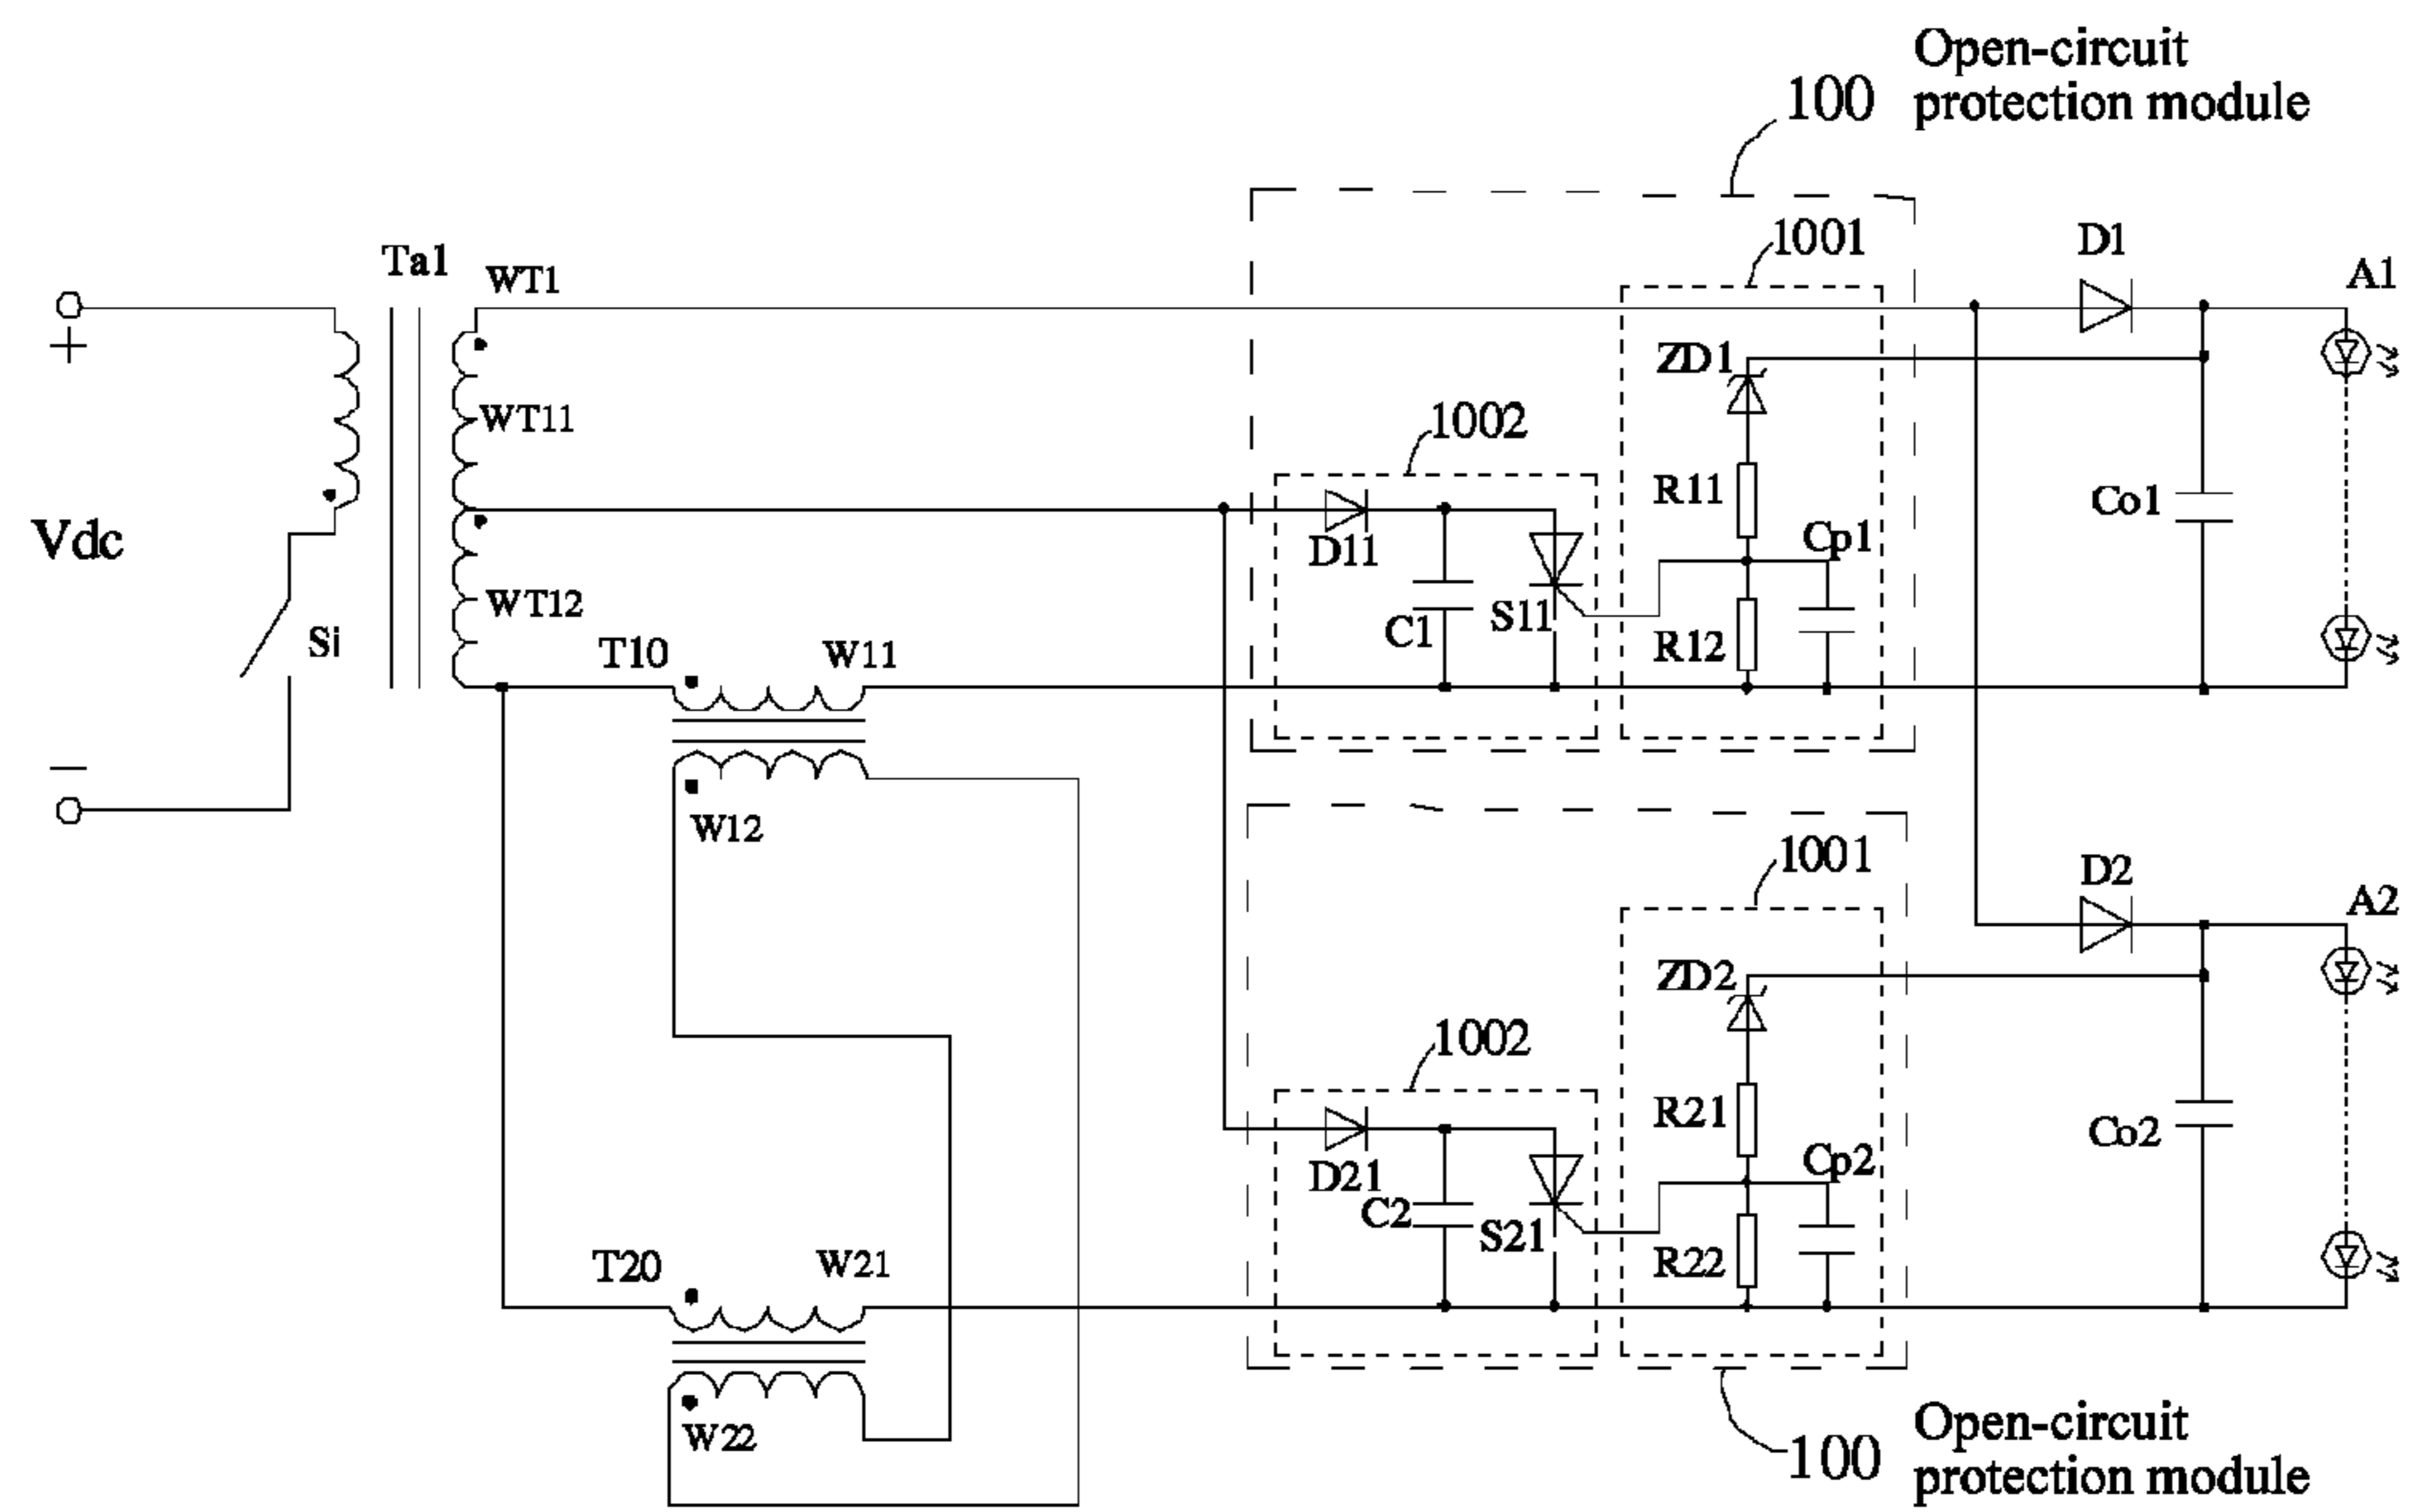 Open-circuit
protection module
100
1001
D1
A1
Ta1
WT1
+
ZD1
WT11
1002
R11
Co1
Cp1
Vdc
D11
WT12
S11
C1
Si
T10
W11
R12
−
W12
1001
D2
A2
ZD2
1002
R21
Co2
Cp2
D21
C2
S21
T20
W21
R22
W22
100
Open-circuit
protection module